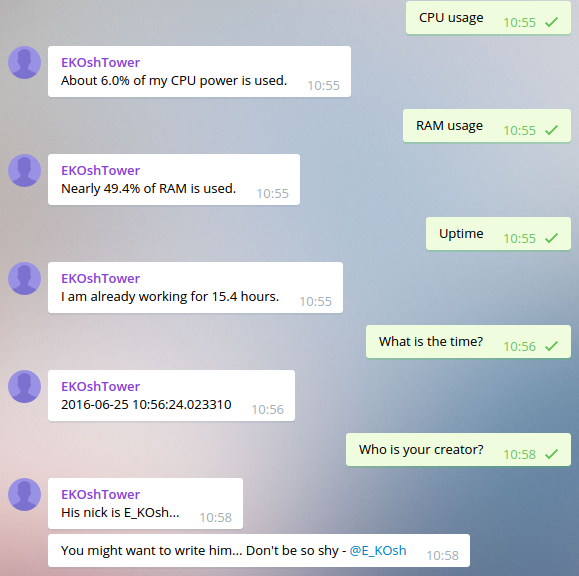 CPU usage 10:55
EKOshTower
About 6.0% of my CPU power is used. 10:55
RAM usage 10:55
EKOshTower
Nearly 49.4% of RAM is used. 10:55
Uptime 10:55
EKOshTower
I am already working for 15.4 hours. 10:55
What is the time? 10:56
EKOshTower
2016-06-25 10:56:24.023310 10:56
Who is your creator? 10:58
EKOshTower
His nick is E_KOsh... 10:58
You might want to write him... Don't be so shy - @E_KOsh 10:58